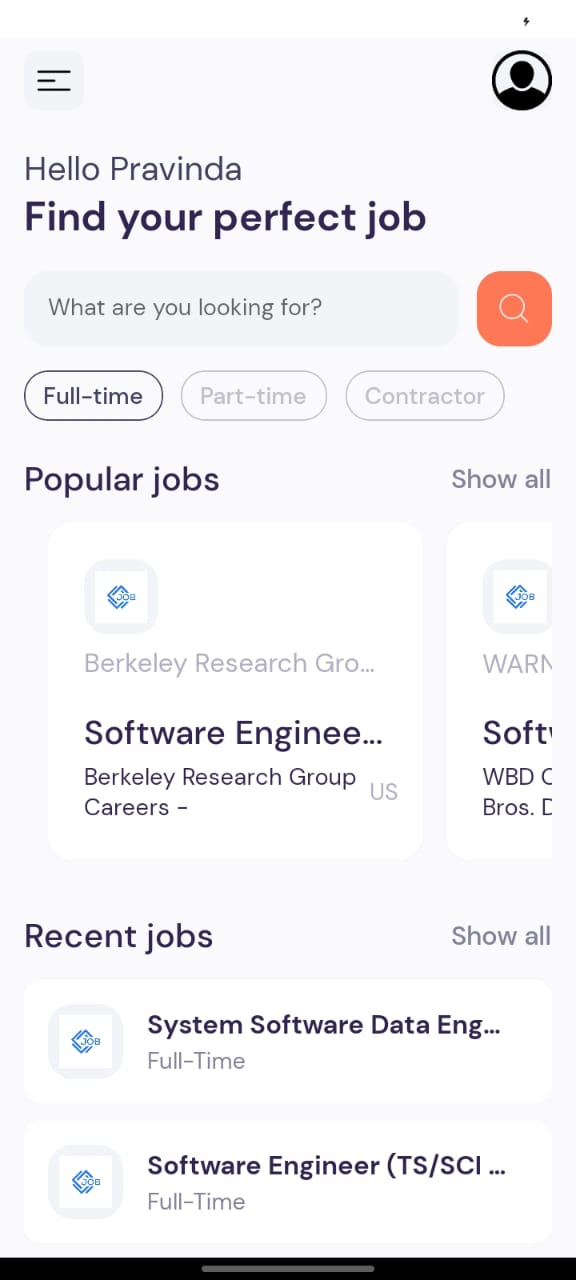 Hello Pravinda
Find your perfect job
What are you looking for?
Full-time
Part-time
Contractor
Popular jobs
Show all
JOB
Berkeley Research Gro...
Software Enginee...
Berkeley Research Group
Careers -
US
JOB
WARN
Softw
WBD C
Bros. D
Recent jobs
Show all
JOB
System Software Data Eng...
Full-Time
JOB
Software Engineer (TS/SCI ...
Full-Time